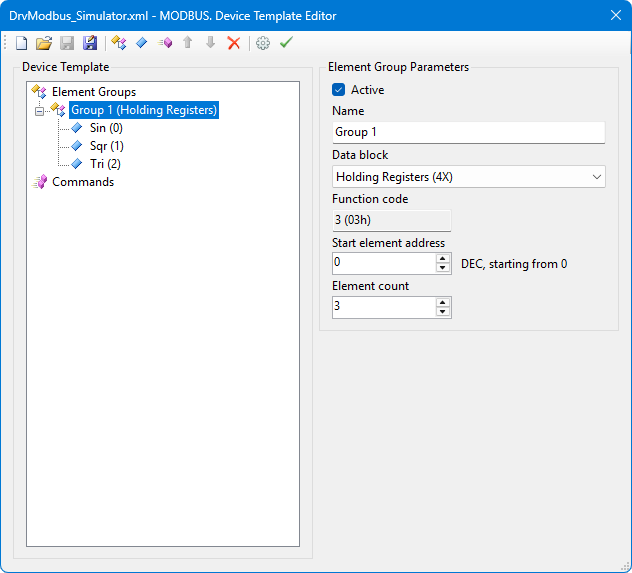 DrvModbus_Simulator.xml - MODBUS. Device Template Editor
Device Template
Element Groups
Group 1 (Holding Registers)
Sin (0)
Sqr (1)
Tri (2)
Commands
Element Group Parameters
Active
Name
Group 1
Data block
Holding Registers (4X)
Function code
3 (03h)
Start element address
0 DEC, starting from 0
Element count
3